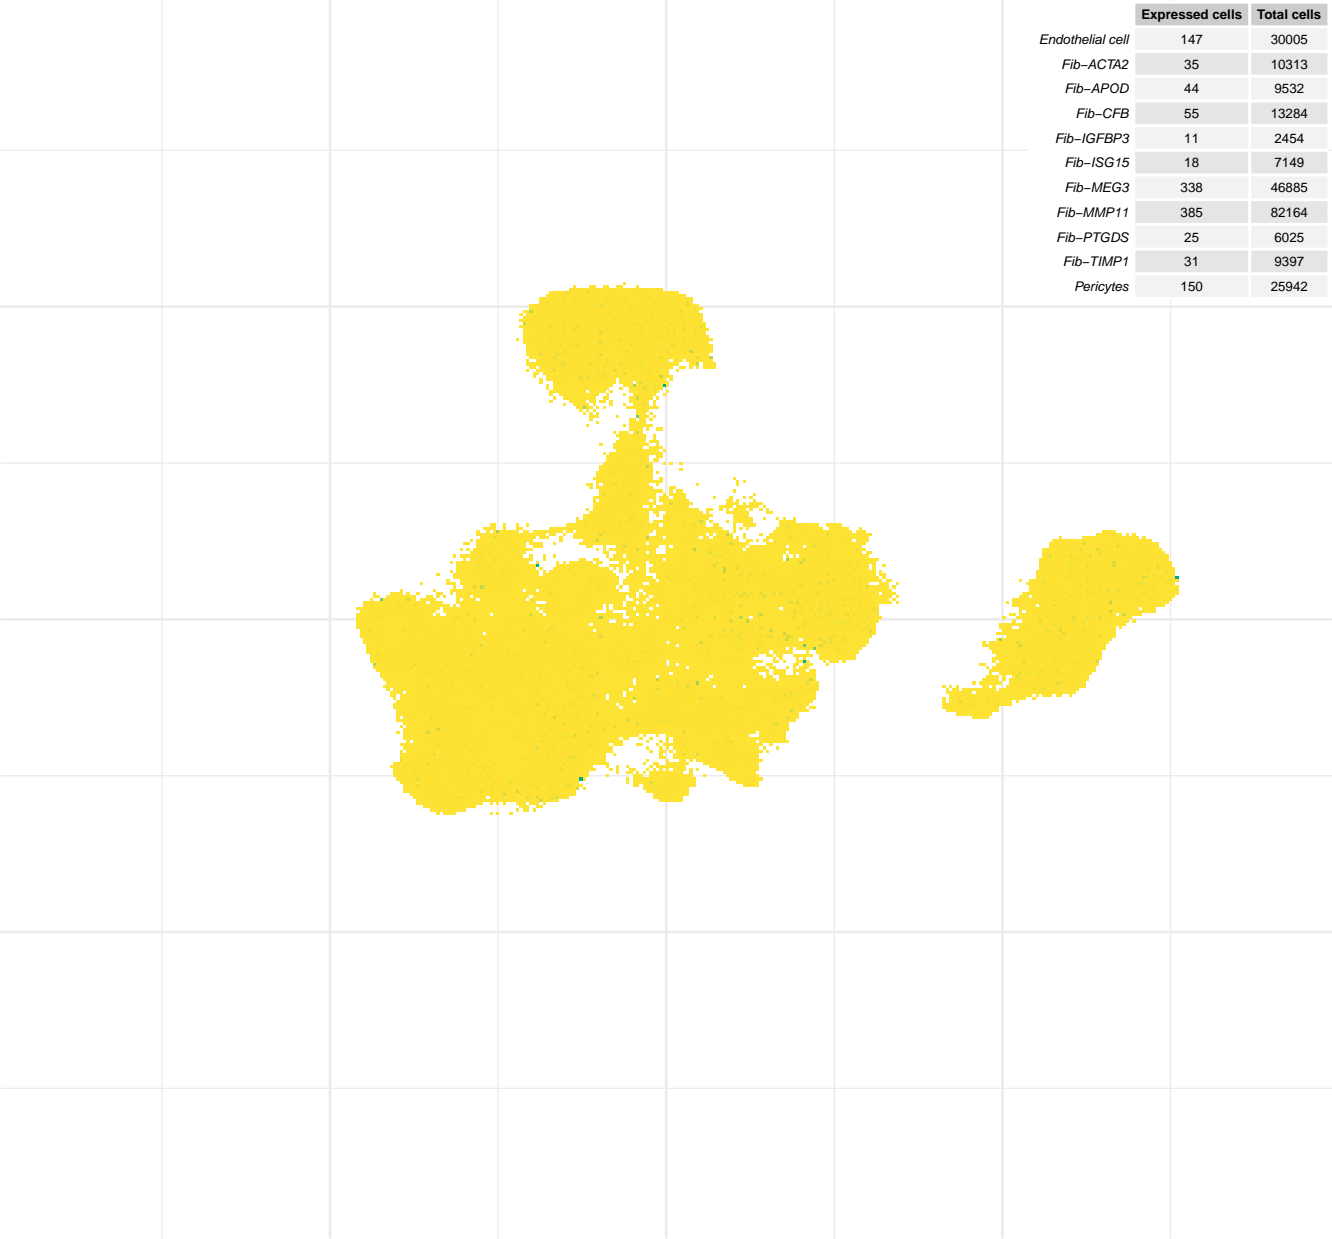 Expressed cells Total cells
Endothelial cell 147 30005
Fib−ACTA2 35 10313
Fib−APOD 44 9532
Fib−CFB 55 13284
Fib−IGFBP3 11 2454
Fib−ISG15 18 7149
Fib−MEG3 338 46885
Fib−MMP11 385 82164
Fib−PTGDS 25 6025
Fib−TIMP1 31 9397
Pericytes 150 25942